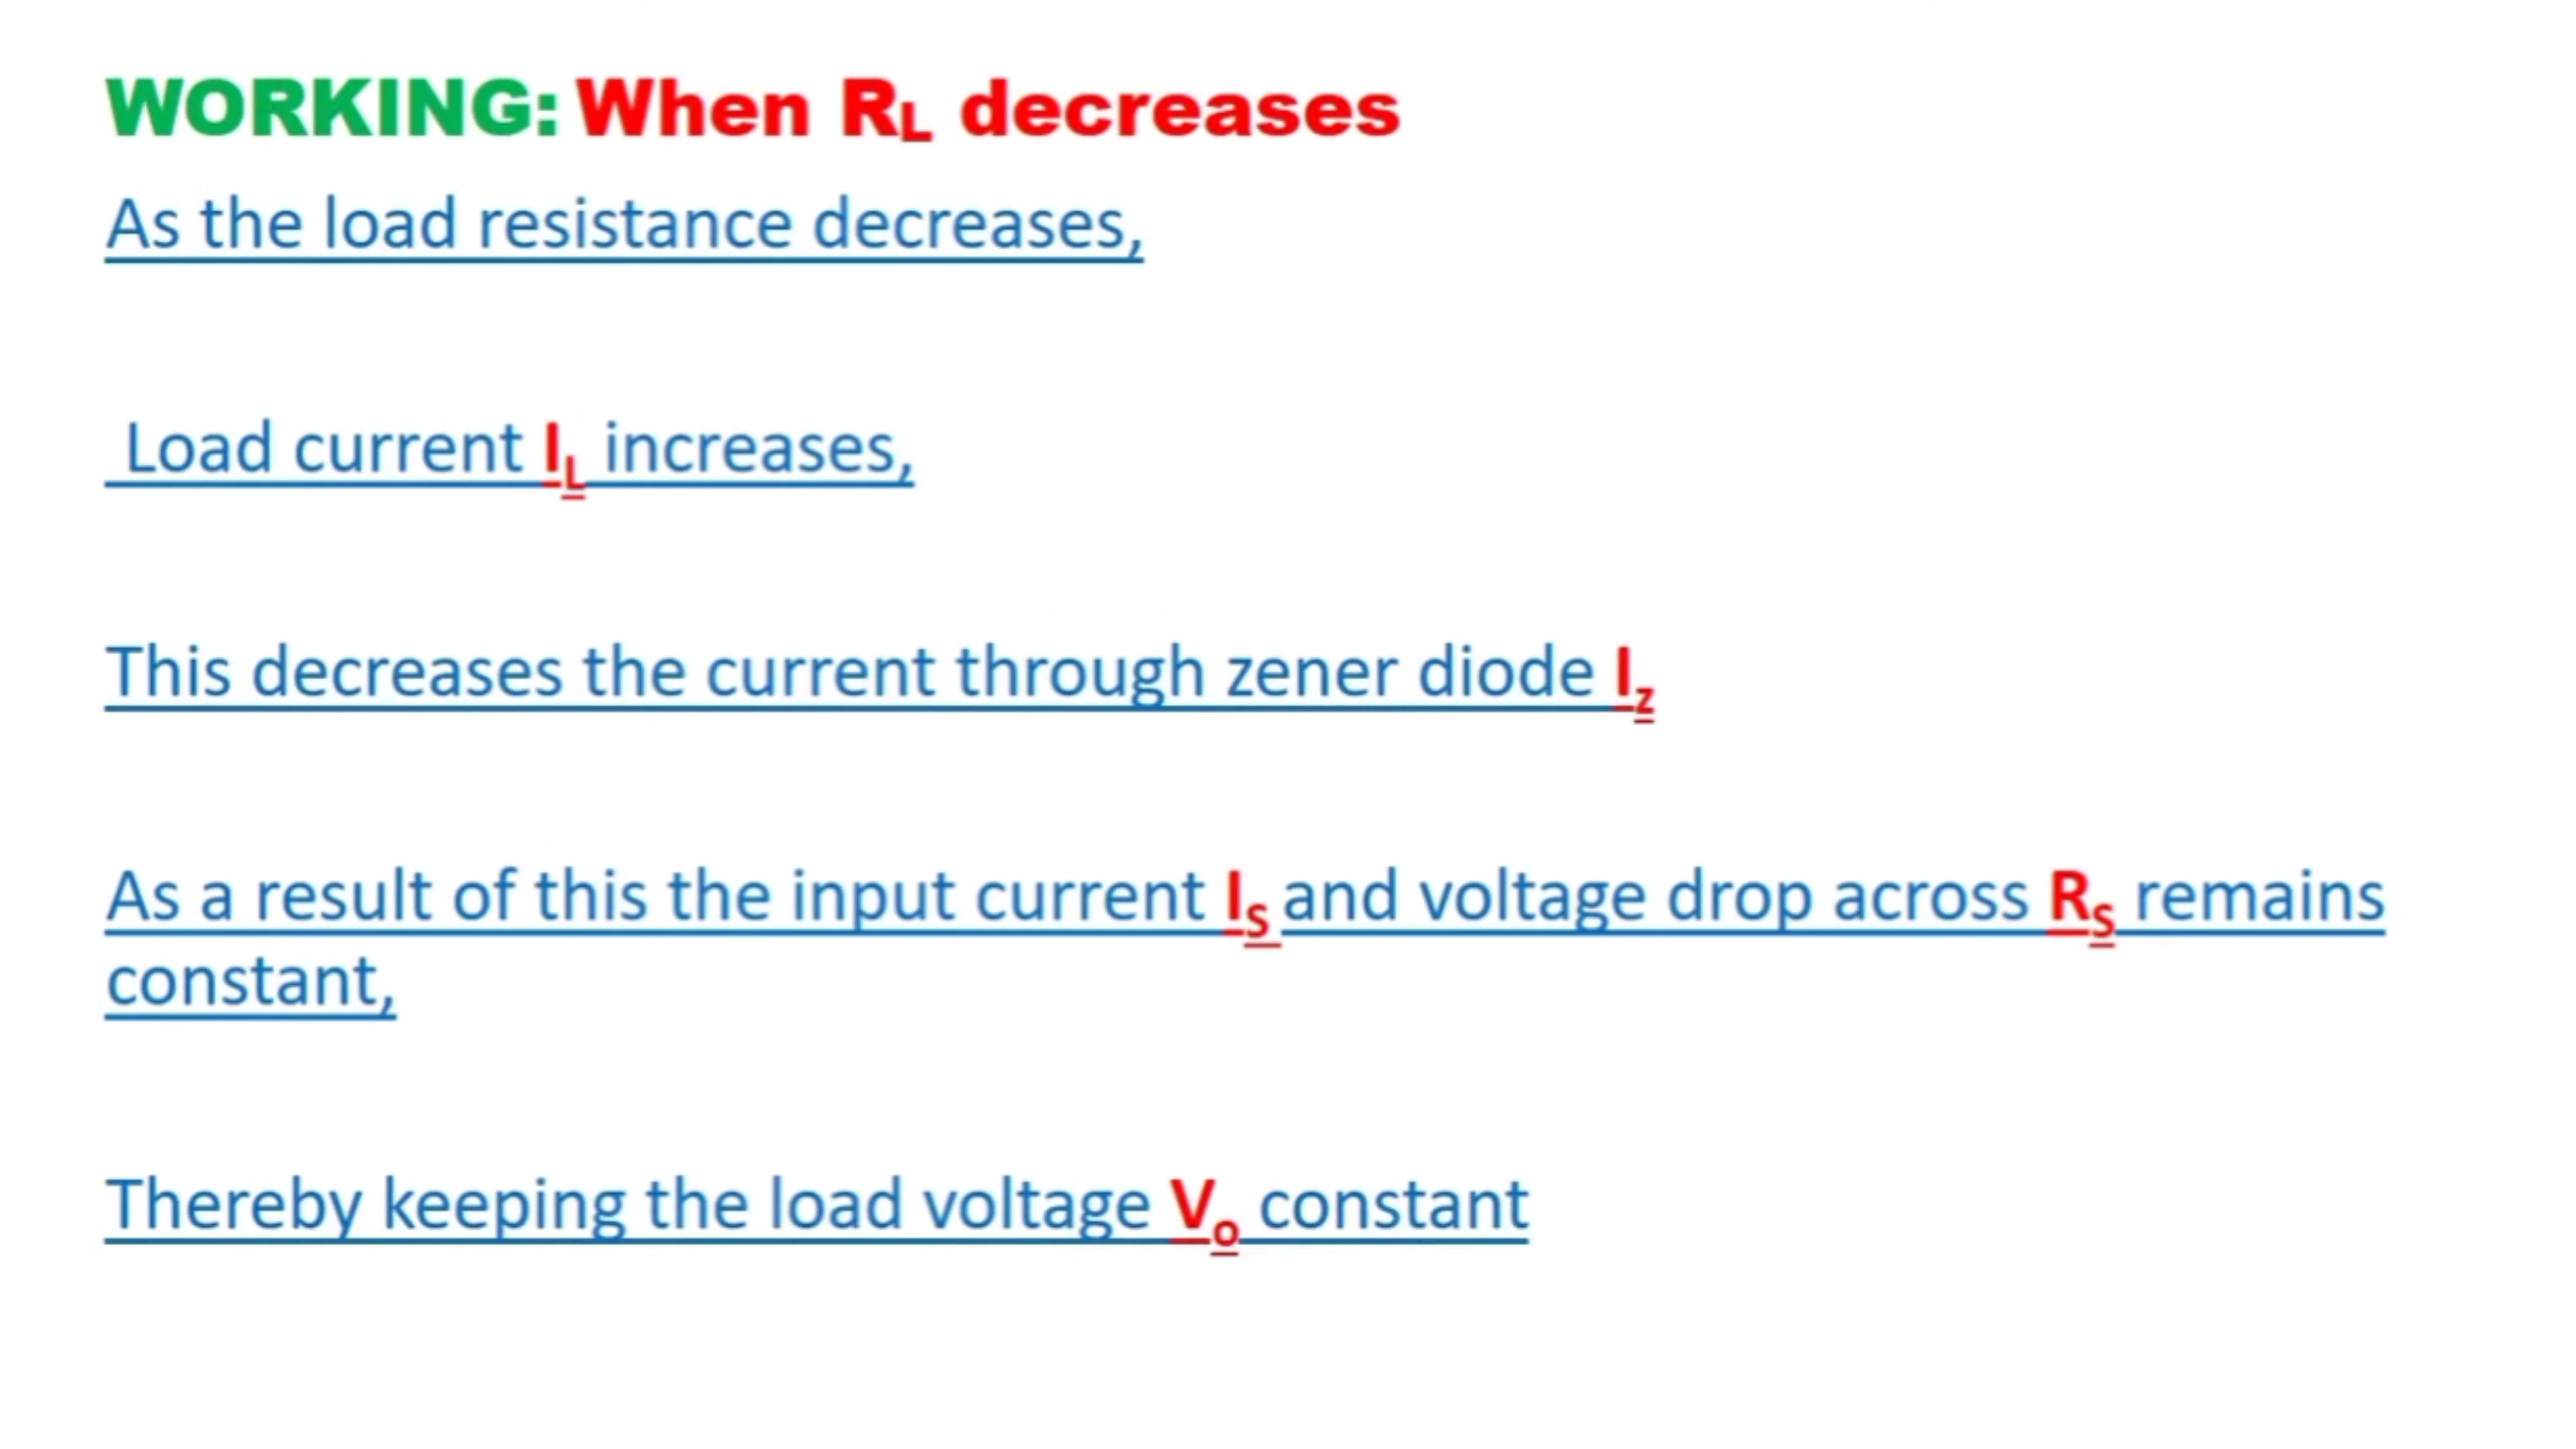 WORKING: When RL decreases
As the load resistance decreases,
Load current IL increases,
This decreases the current through zener diode Iz
As a result of this the input current IS and voltage drop across RS remains
constant,
Thereby keeping the load voltage Vo constant